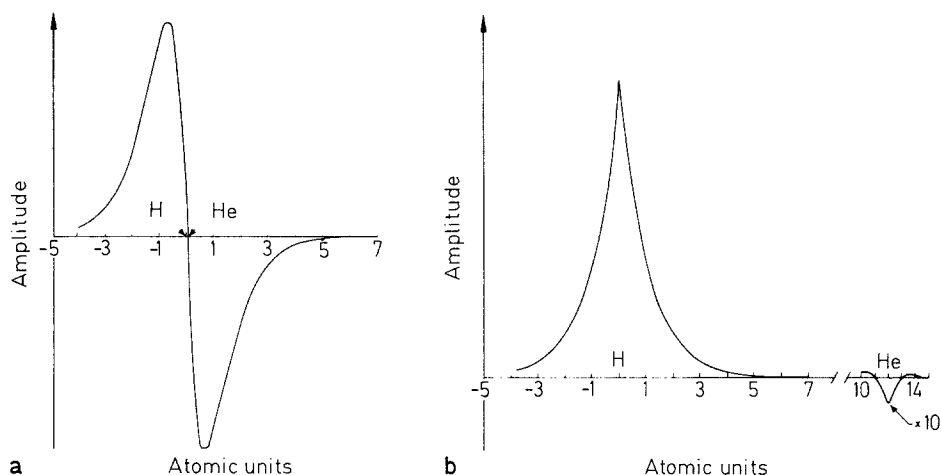 Amplitude
H He
-5 -3 -1 1 3 5 7
a Atomic units
Amplitude
H He
-5 -3 -1 1 3 5 7 10 14
×10
b Atomic units